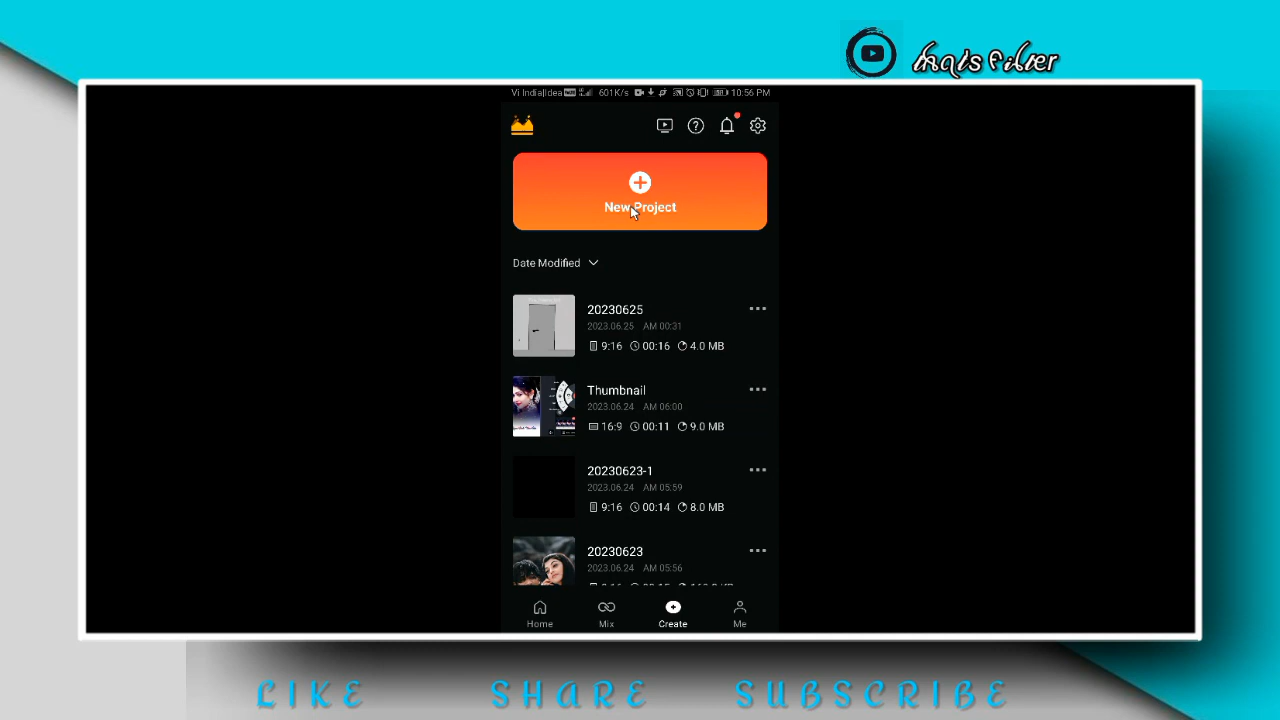 Vi India|Idea 601K/s 10:56 PM
New Project
Date Modified
20230625
2023.06.25 AM 00:31
9:16 00:16 4.0 MB
Thumbnail
2023.06.24 AM 06:00
16:9 00:11 9.0 MB
20230623-1
2023.06.24 AM 05:59
9:16 00:14 8.0 MB
20230623
2023.06.24 AM 05:56
Home Mix Create Me
LIKE SHARE SUBSCRIBE